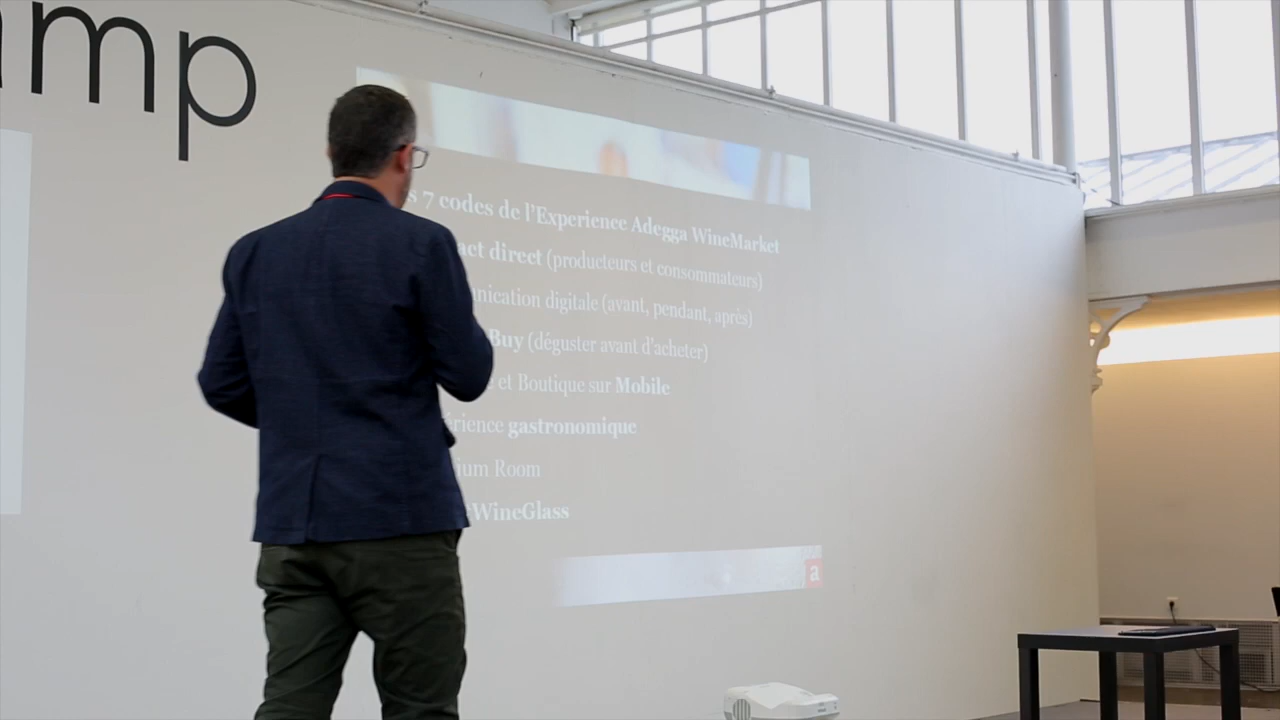 amp
s 7 codes de l'Experience Adegga WineMarket
act direct (producteurs et consommateurs)
nication digitale (avant, pendant, après)
Buy (déguster avant d'acheter)
et Boutique sur Mobile
érience gastronomique
ium Room
WineGlass
a